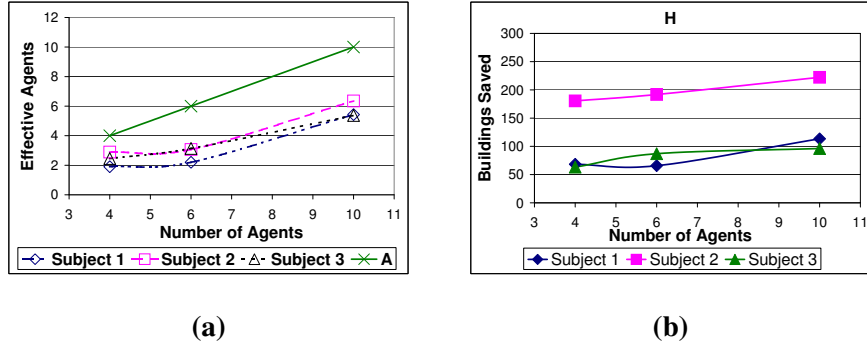 12
10
8
6
4
2
0
Effective Agents
3 4 5 6 7 8 9 10 11
Number of Agents
Subject 1 Subject 2 Subject 3 A
H
300
250
200
150
100
50
0
Buildings Saved
3 4 5 6 7 8 9 10 11
Number of Agents
Subject 1 Subject 2 Subject 3
(a)
(b)